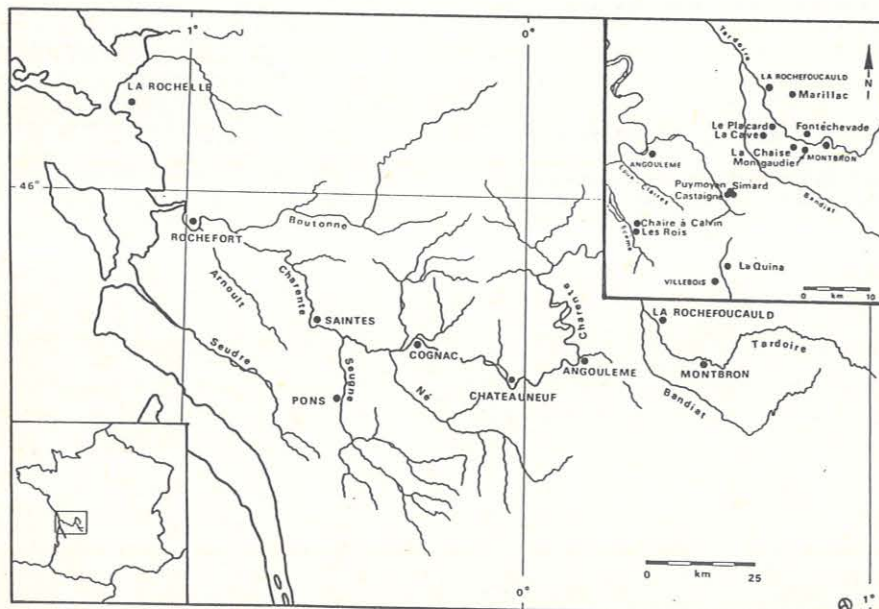 1°
0°
LA ROCHELLE
46°
ROCHEFORT
Boutonne
Arnoult
Charente
SAINTES
Seudre
Seugne
PONS
COGNAC
Né
CHATEAUNEUF
Charente
ANGOULEME
LA ROCHEFOUCAULD
Tardoire
MONTBRON
Bandiat
0
25
km
0°
1°
Tardoire
N
LA ROCHEFOUCAULD
Marillac
Le Placard
La Cave
Fontéchevade
La Chaise
Montgaudier
MONTBRON
ANGOULEME
Eaux-Claires
Puymoyen
Simard
Castaigne
Bandiat
Chaire à Calvin
Les Rois
La Quina
VILLEBOIS
0
10
km